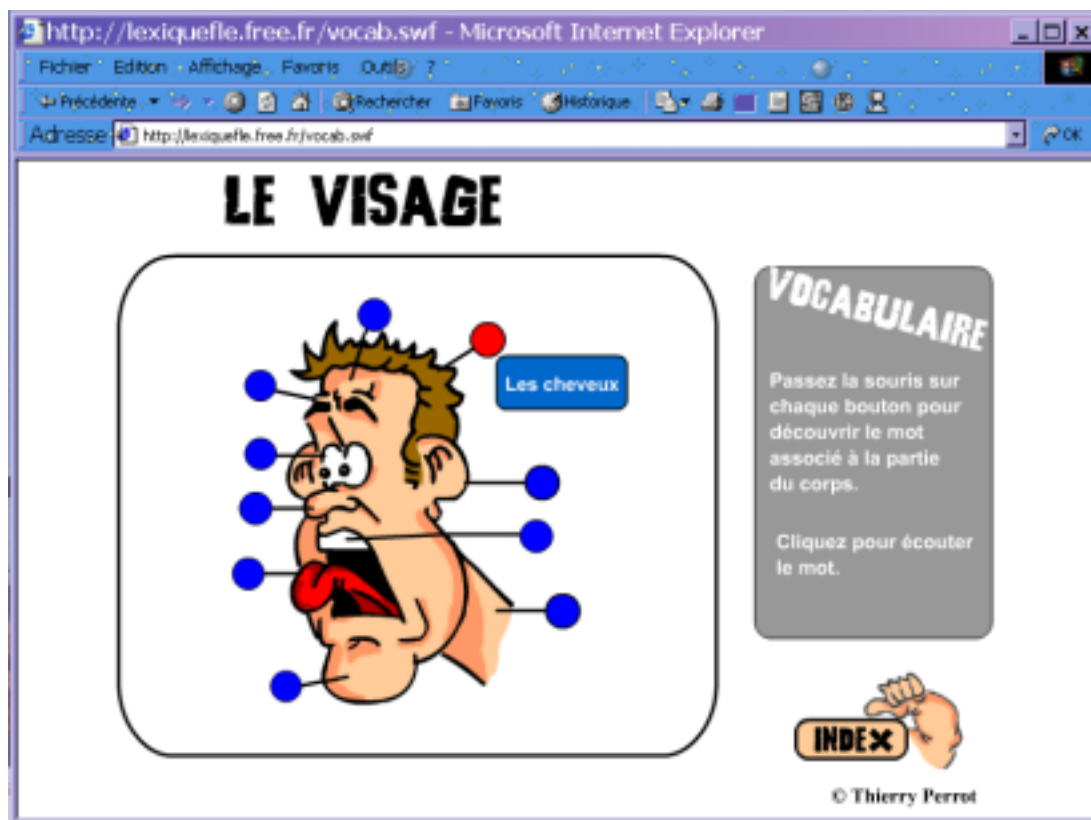 http://lexiquefle.free.fr/vocab.swf - Microsoft Internet Explorer
Fichier Edition Affichage Favoris Outils ?
Précédente Rechercher Favoris Historique
Adresse http://lexiquefle.free.fr/vocab.swf OK
LE VISAGE
VOCABULAIRE
Les cheveux
Passez la souris sur
chaque bouton pour
découvrir le mot
associé à la partie
du corps.
Cliquez pour écouter
le mot.
INDEX
© Thierry Perrot